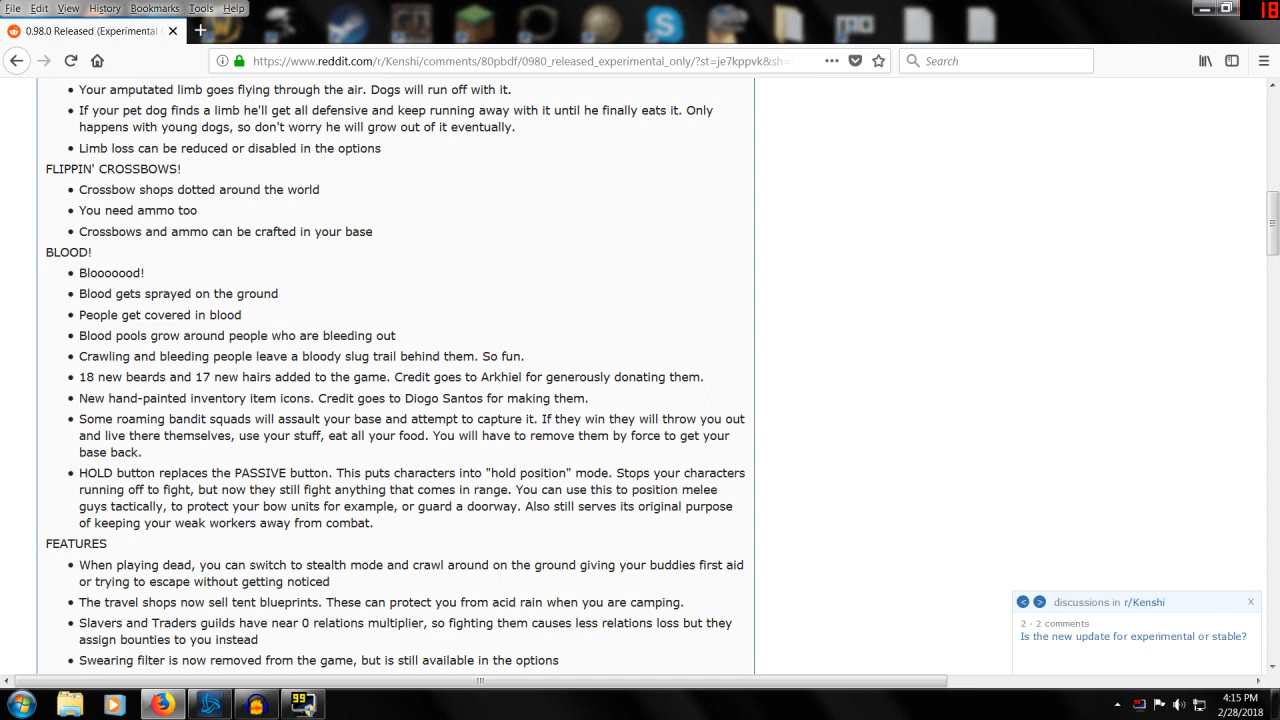 File Edit View History Bookmarks Tools Help
18
0.98.0 Released (Experimental
https://www.reddit.com/r/Kenshi/comments/80pbdf/0980_released_experimental_only/?st=je7kppvk&sh=
Search
• Your amputated limb goes flying through the air. Dogs will run off with it.
• If your pet dog finds a limb he'll get all defensive and keep running away with it until he finally eats it. Only
happens with young dogs, so don't worry he will grow out of it eventually.
• Limb loss can be reduced or disabled in the options
FLIPPIN' CROSSBOWS!
• Crossbow shops dotted around the world
• You need ammo too
• Crossbows and ammo can be crafted in your base
BLOOD!
• Blooooood!
• Blood gets sprayed on the ground
• People get covered in blood
• Blood pools grow around people who are bleeding out
• Crawling and bleeding people leave a bloody slug trail behind them. So fun.
• 18 new beards and 17 new hairs added to the game. Credit goes to Arkhiel for generously donating them.
• New hand-painted inventory item icons. Credit goes to Diogo Santos for making them.
• Some roaming bandit squads will assault your base and attempt to capture it. If they win they will throw you out
and live there themselves, use your stuff, eat all your food. You will have to remove them by force to get your
base back.
• HOLD button replaces the PASSIVE button. This puts characters into "hold position" mode. Stops your characters
running off to fight, but now they still fight anything that comes in range. You can use this to position melee
guys tactically, to protect your bow units for example, or guard a doorway. Also still serves its original purpose
of keeping your weak workers away from combat.
FEATURES
• When playing dead, you can switch to stealth mode and crawl around on the ground giving your buddies first aid
or trying to escape without getting noticed
• The travel shops now sell tent blueprints. These can protect you from acid rain when you are camping.
• Slavers and Traders guilds have near 0 relations multiplier, so fighting them causes less relations loss but they
assign bounties to you instead
• Swearing filter is now removed from the game, but is still available in the options
discussions in r/Kenshi X
2 · 2 comments
Is the new update for experimental or stable?
99
4:15 PM
2/28/2018